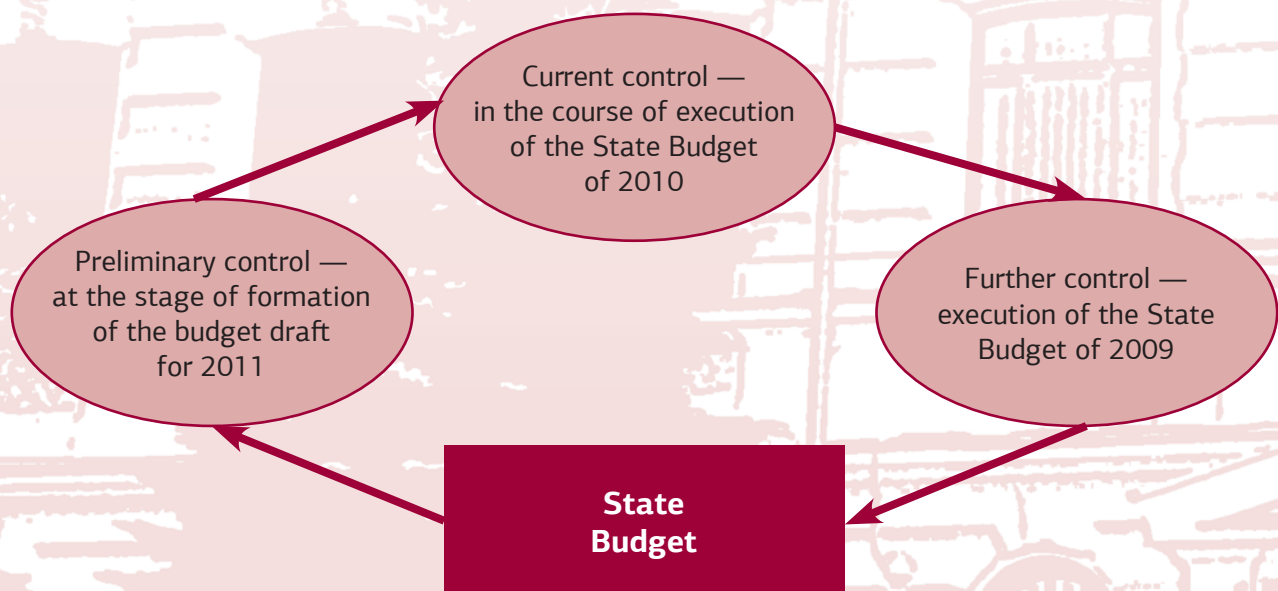 Current control —
in the course of execution
of the State Budget
of 2010
Preliminary control —
at the stage of formation
of the budget draft
for 2011
Further control —
execution of the State
Budget of 2009
State
Budget